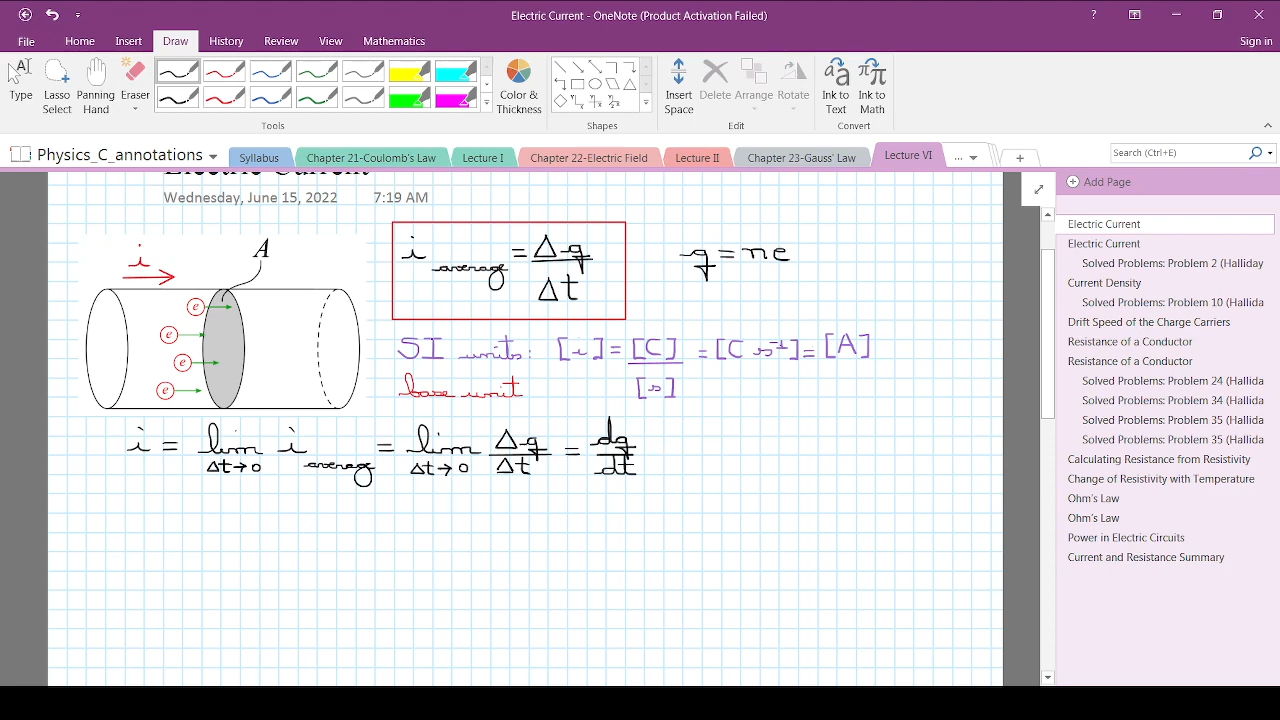 Electric Current - OneNote (Product Activation Failed)
?
File Home Insert Draw History Review View Mathematics Sign in
Type
Lasso Select
Panning Hand
Eraser
Color & Thickness
Insert Space
Delete
Arrange
Rotate
Ink to Text
Ink to Math
Tools Shapes Edit Convert
Physics_C_annotations Syllabus Chapter 21-Coulomb's Law Lecture I Chapter 22-Electric Field Lecture II Chapter 23-Gauss' Law Lecture VI ... + Search (Ctrl+E)
Add Page
Electric Current
Wednesday, June 15, 2022 7:19 AM
i A
e
e
e
e
i average = Δq/Δt q = ne
SI units: [i] = [C]/[s] = [C s⁻¹] = [A]
base unit
i = lim Δt→0 i average = lim Δt→0 Δq/Δt = dq/dt
Electric Current
Electric Current
Solved Problems: Problem 2 (Halliday
Current Density
Solved Problems: Problem 10 (Hallida
Drift Speed of the Charge Carriers
Resistance of a Conductor
Resistance of a Conductor
Solved Problems: Problem 24 (Hallida
Solved Problems: Problem 34 (Hallida
Solved Problems: Problem 35 (Hallida
Solved Problems: Problem 35 (Hallida
Calculating Resistance from Resistivity
Change of Resistivity with Temperature
Ohm's Law
Ohm's Law
Power in Electric Circuits
Current and Resistance Summary